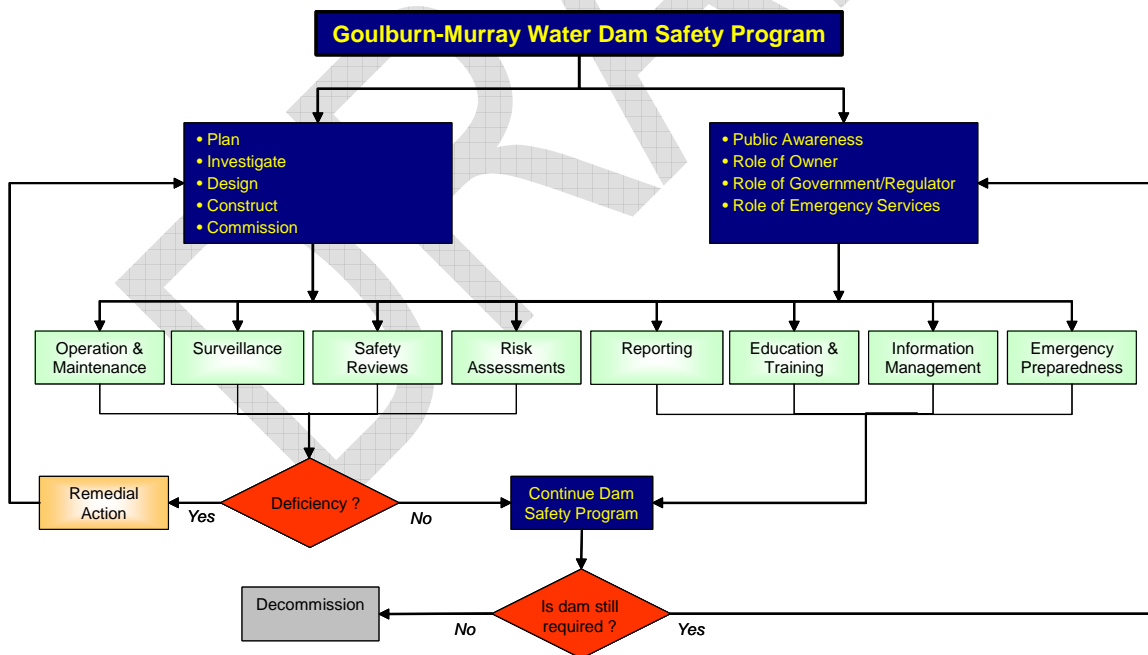 Goulburn-Murray Water Dam Safety Program
• Plan
• Investigate
• Design
• Construct
• Commission
• Public Awareness
• Role of Owner
• Role of Government/Regulator
• Role of Emergency Services
Operation &
Maintenance
Surveillance
Safety
Reviews
Risk
Assessments
Reporting
Education &
Training
Information
Management
Emergency
Preparedness
Remedial
Action
Yes
Deficiency ?
No
Continue Dam
Safety Program
Decommission
No
Is dam still
required ?
Yes
DRA